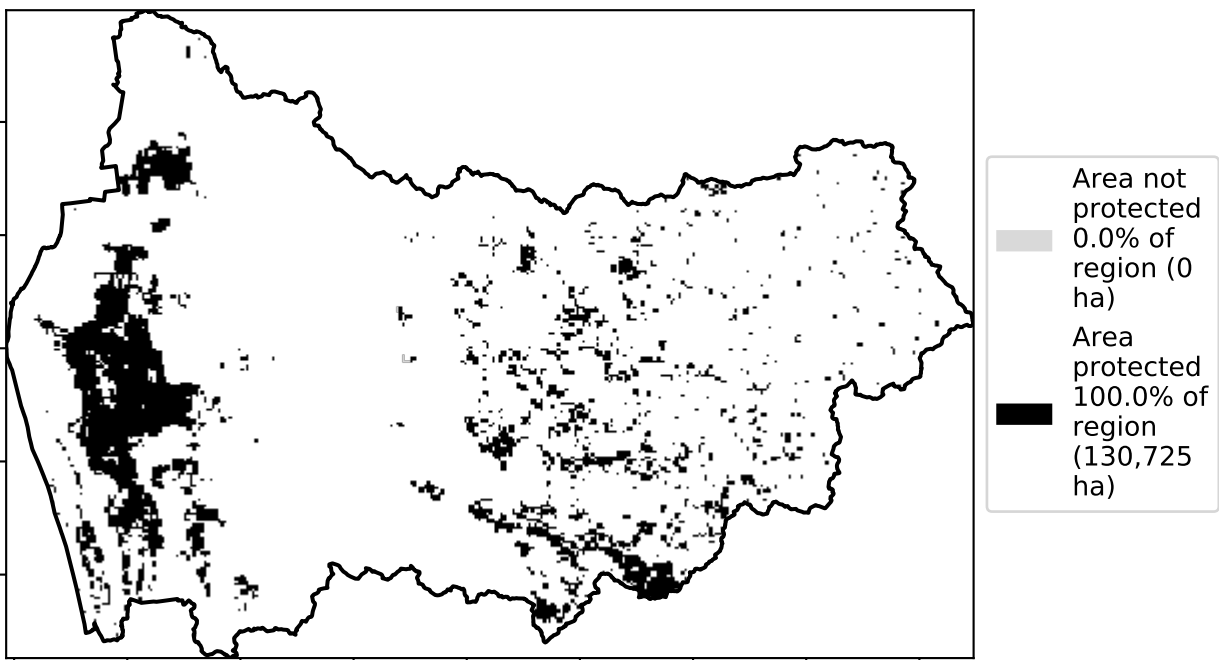 Area not
protected
0.0% of
region (0
ha)
Area
protected
100.0% of
region
(130,725
ha)